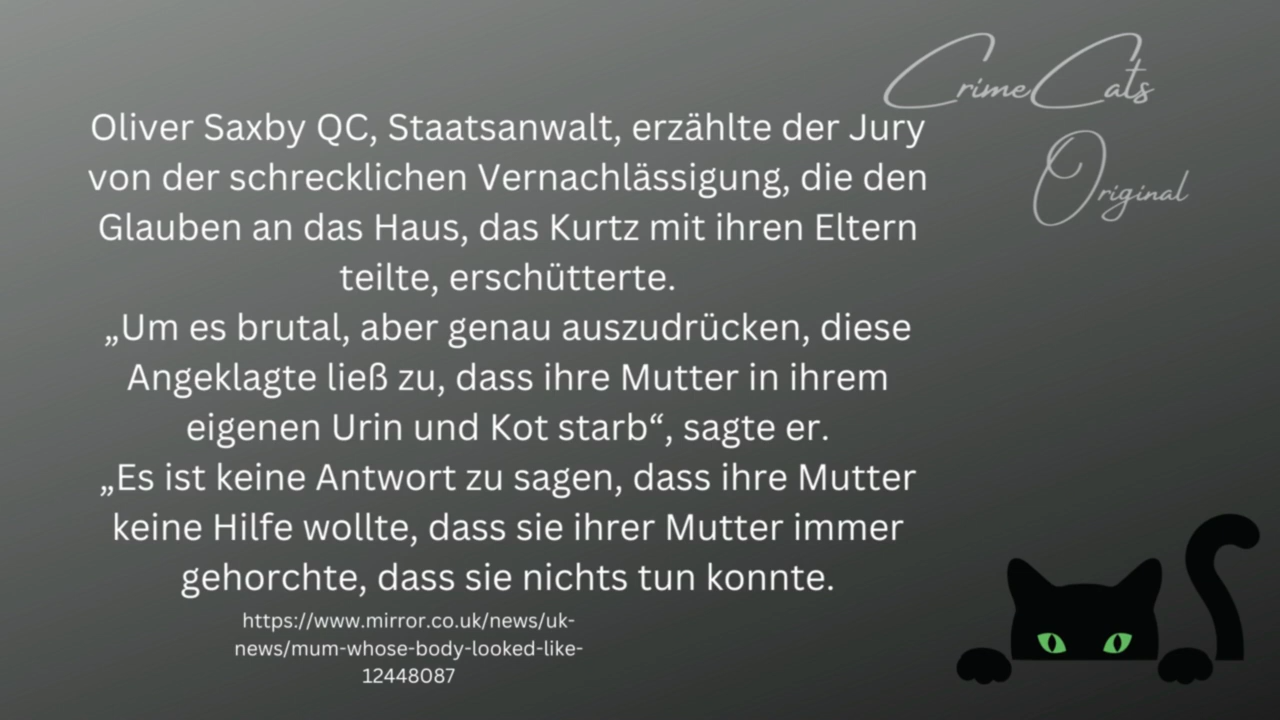 CrimeCats
Original
Oliver Saxby QC, Staatsanwalt, erzählte der Jury
von der schrecklichen Vernachlässigung, die den
Glauben an das Haus, das Kurtz mit ihren Eltern
teilte, erschütterte.
„Um es brutal, aber genau auszudrücken, diese
Angeklagte ließ zu, dass ihre Mutter in ihrem
eigenen Urin und Kot starb“, sagte er.
„Es ist keine Antwort zu sagen, dass ihre Mutter
keine Hilfe wollte, dass sie ihrer Mutter immer
gehorchte, dass sie nichts tun konnte.
https://www.mirror.co.uk/news/uk-
news/mum-whose-body-looked-like-
12448087